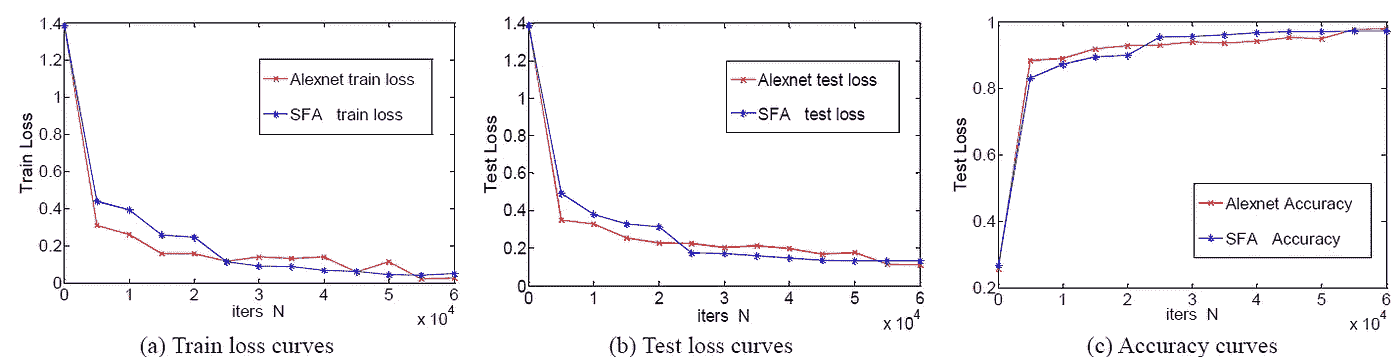 1.4
1.2
1
0.8
0.6
0.4
0.2
0
Train Loss
Alexnet train loss
SFA train loss
0 1 2 3 4 5 6
iters N
x 10^4
(a) Train loss curves
1.4
1.2
1
0.8
0.6
0.4
0.2
0
Test Loss
Alexnet test loss
SFA test loss
0 1 2 3 4 5 6
iters N
x 10^4
(b) Test loss curves
1
0.8
0.6
0.4
0.2
Test Loss
Alexnet Accuracy
SFA Accuracy
0 1 2 3 4 5 6
iters N
x 10^4
(c) Accuracy curves